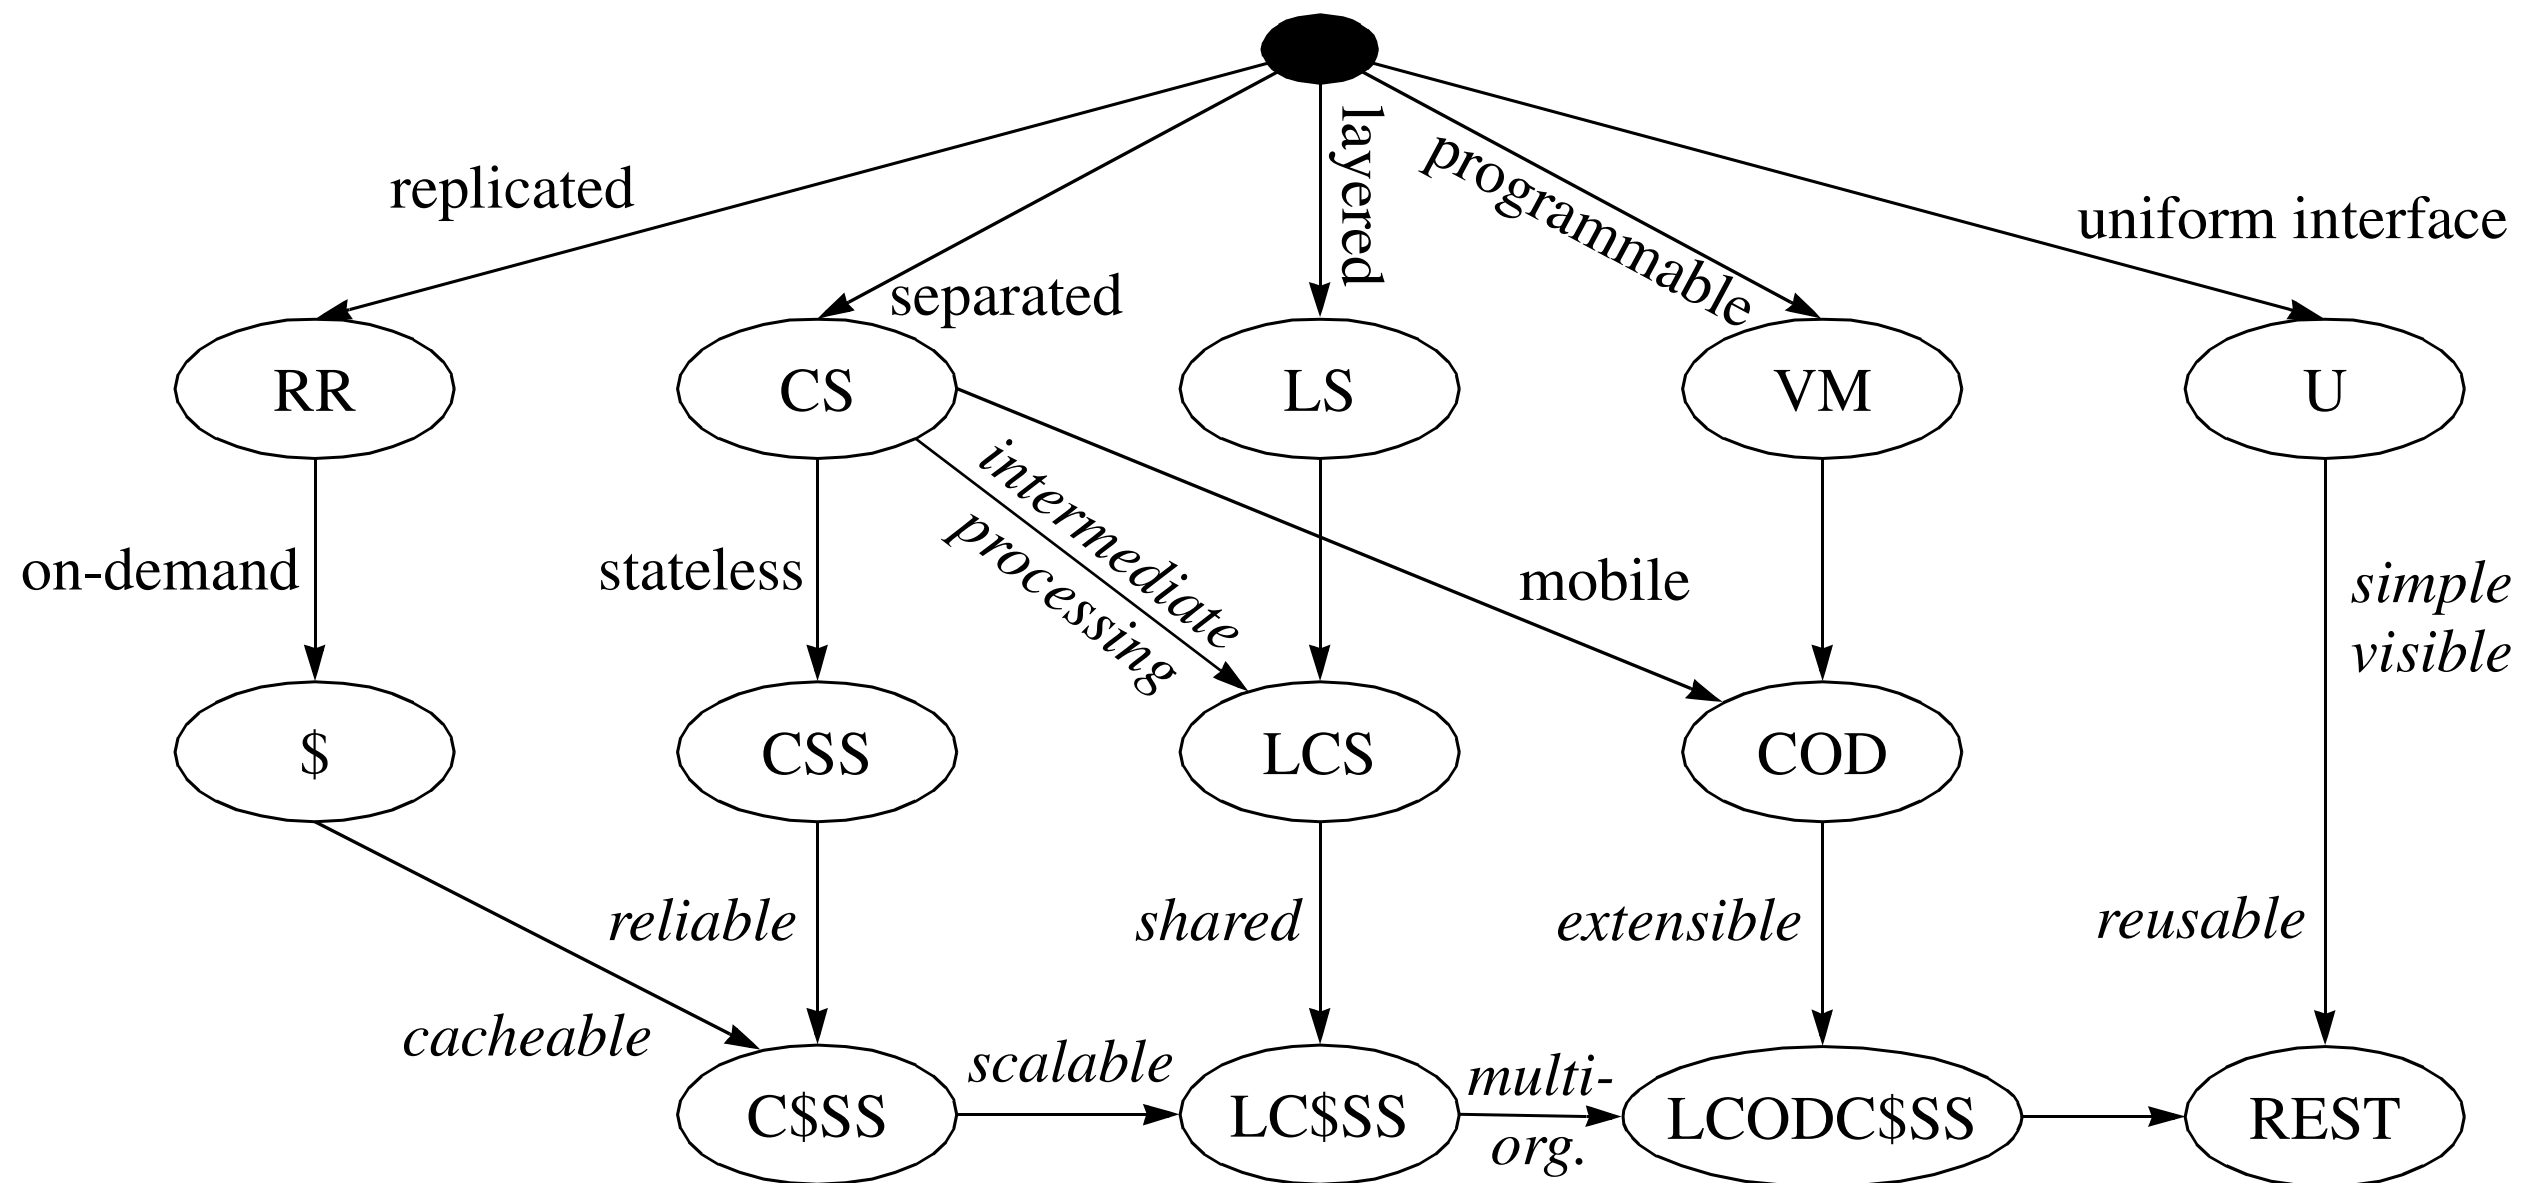 replicated
separated
layered
programmable
uniform interface
RR
CS
LS
VM
U
on-demand
stateless
intermediate
processing
mobile
simple
visible
$
CSS
LCS
COD
reliable
shared
extensible
reusable
cacheable
scalable
multi-
org.
C$SS
LC$SS
LCODC$SS
REST